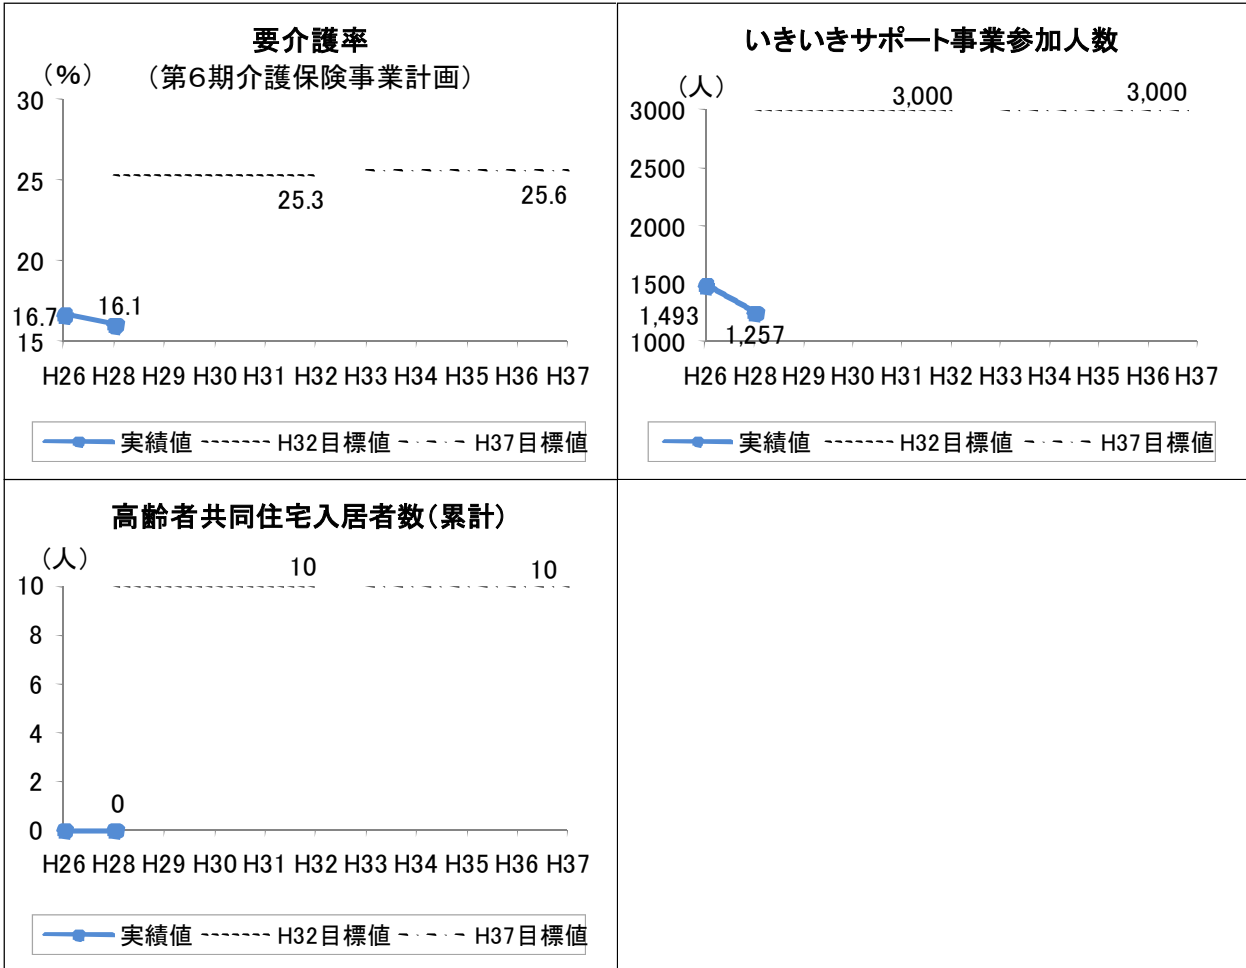 要介護率
(%)
(第6期介護保険事業計画)
30
25
20
15
25.3
25.6
16.7
16.1
H26 H28 H29 H30 H31 H32 H33 H34 H35 H36 H37
実績値 H32目標値 H37目標値
いきいきサポート事業参加人数
(人)
3000
2500
2000
1500
1000
3,000
3,000
1,493
1,257
H26 H28 H29 H30 H31 H32 H33 H34 H35 H36 H37
実績値 H32目標値 H37目標値
高齢者共同住宅入居者数(累計)
(人)
10
8
6
4
2
0
10
10
0
H26 H28 H29 H30 H31 H32 H33 H34 H35 H36 H37
実績値 H32目標値 H37目標値